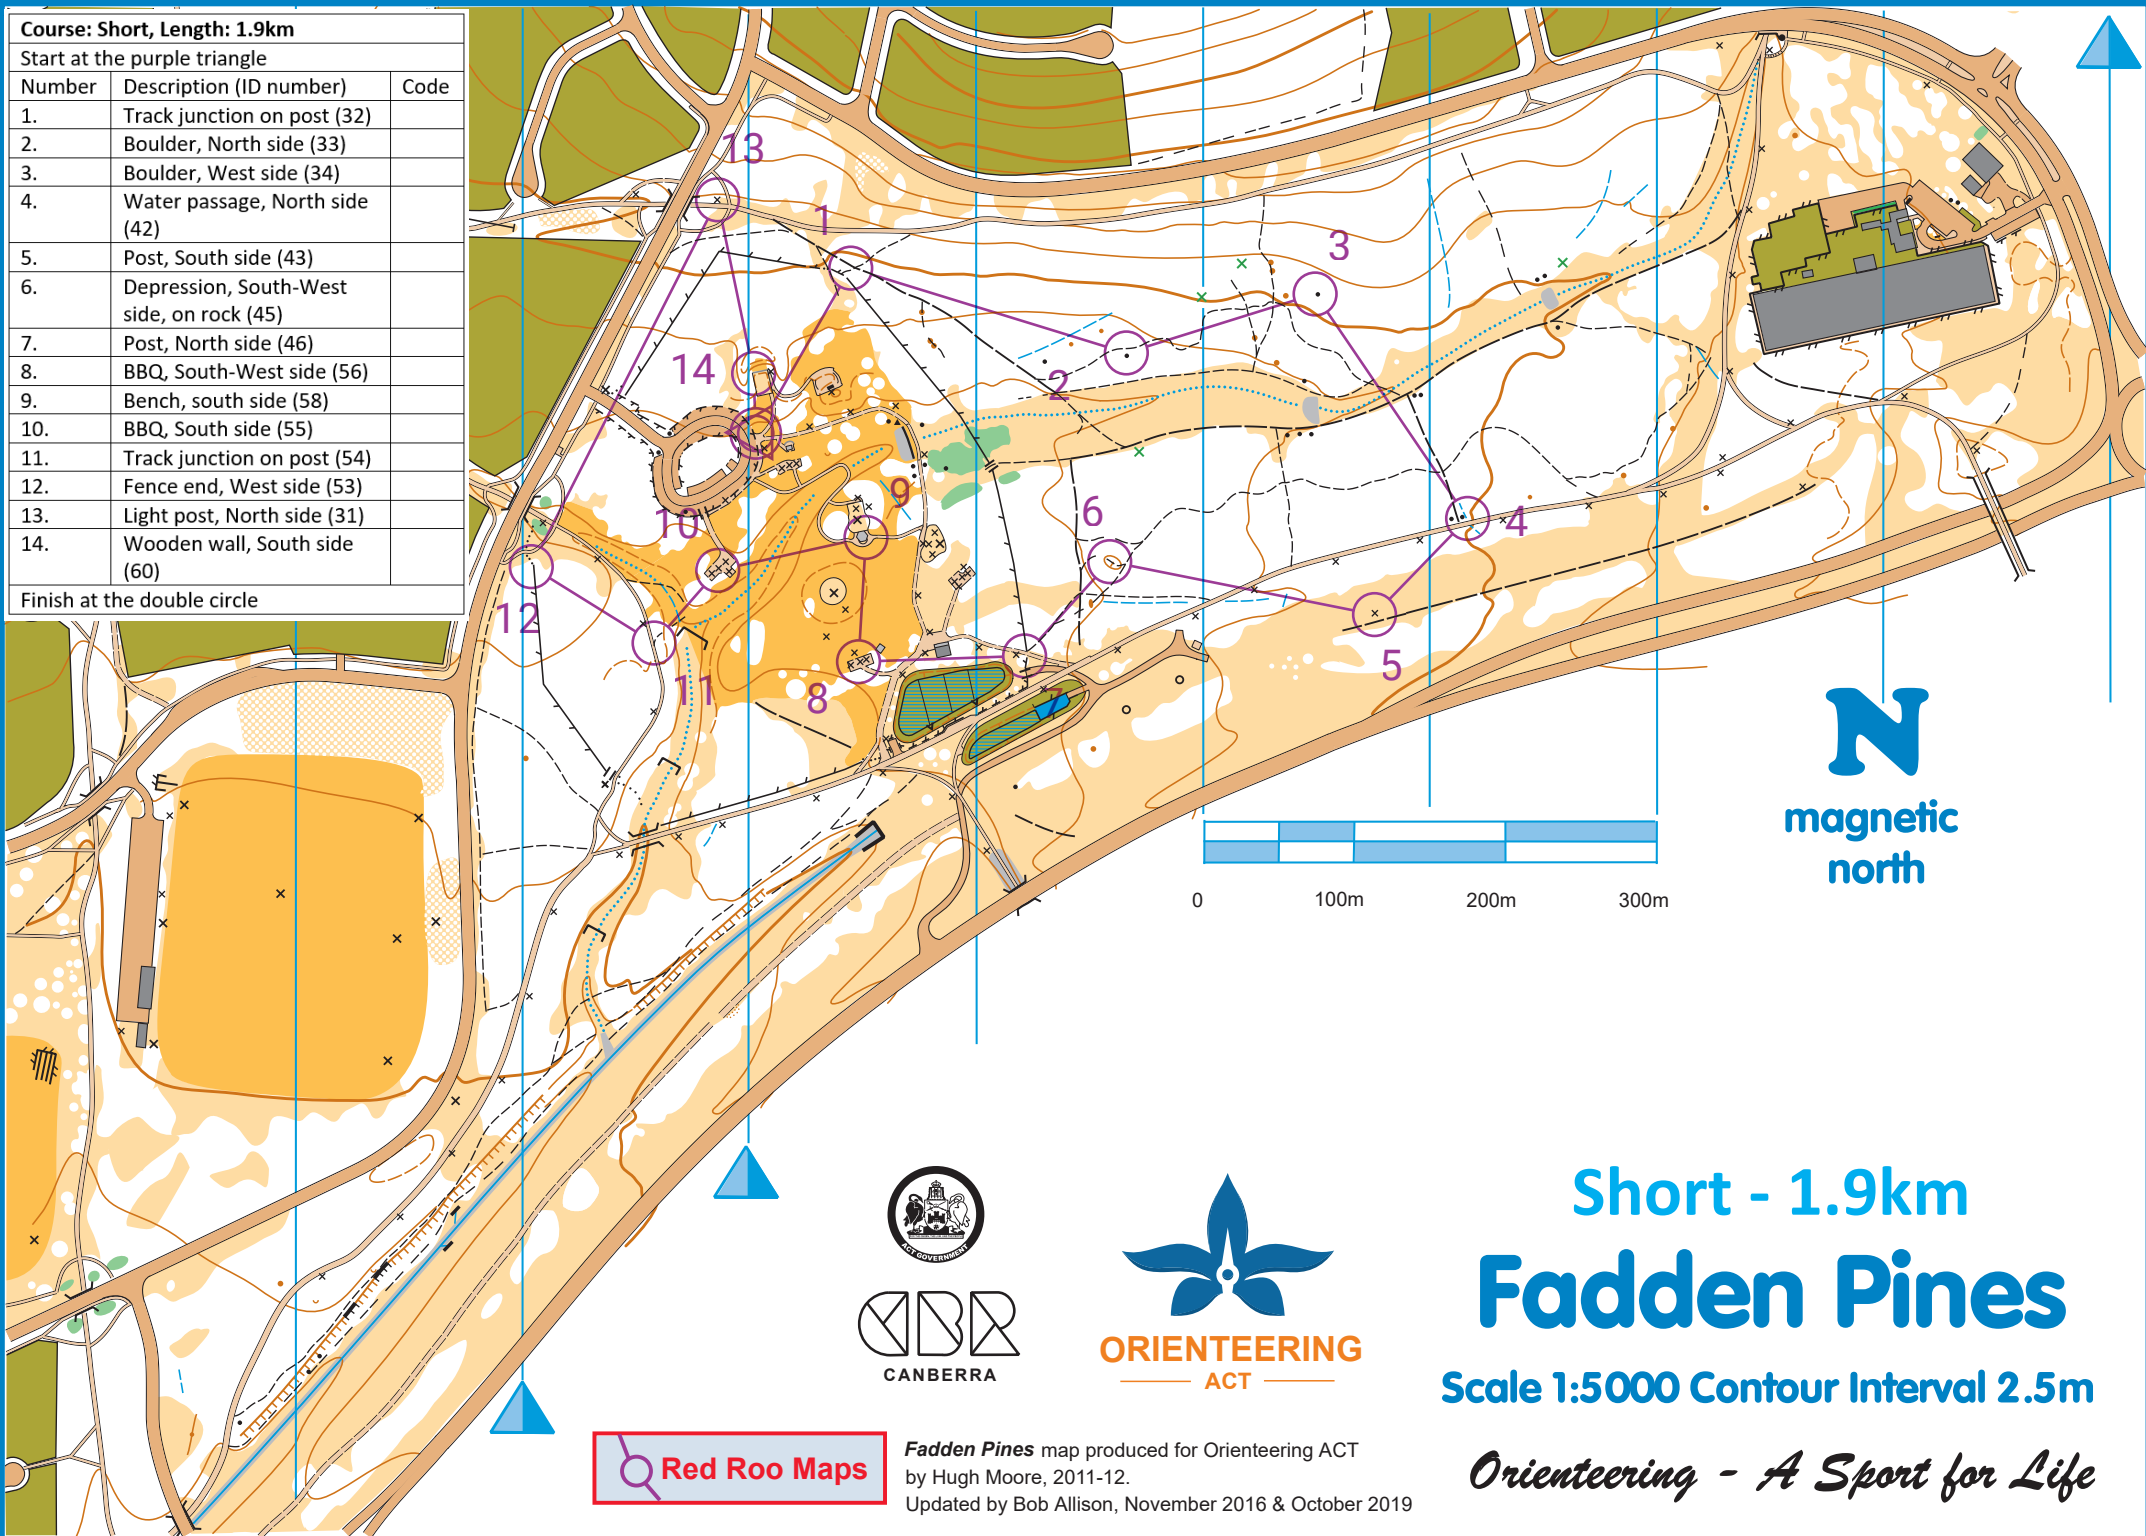 Course: Short, Length: 1.9km
Start at the purple triangle
Number Description (ID number) Code
1. Track junction on post (32)
2. Boulder, North side (33)
3. Boulder, West side (34)
4. Water passage, North side
(42)
5. Post, South side (43)
6. Depression, South-West
side, on rock (45)
7. Post, North side (46)
8. BBQ, South-West side (56)
9. Bench, south side (58)
10. BBQ, South side (55)
11. Track junction on post (54)
12. Fence end, West side (53)
13. Light post, North side (31)
14. Wooden wall, South side
(60)
Finish at the double circle
13
1
3
14
2
9
10
6
4
12
5
11
8
7
N
magnetic
north
0 100m 200m 300m
ACT GOVERNMENT
CBR
CANBERRA
ORIENTEERING
ACT
Short - 1.9km
Fadden Pines
Scale 1:5000 Contour Interval 2.5m
Orienteering - A Sport for Life
Red Roo Maps
Fadden Pines map produced for Orienteering ACT
by Hugh Moore, 2011-12.
Updated by Bob Allison, November 2016 & October 2019